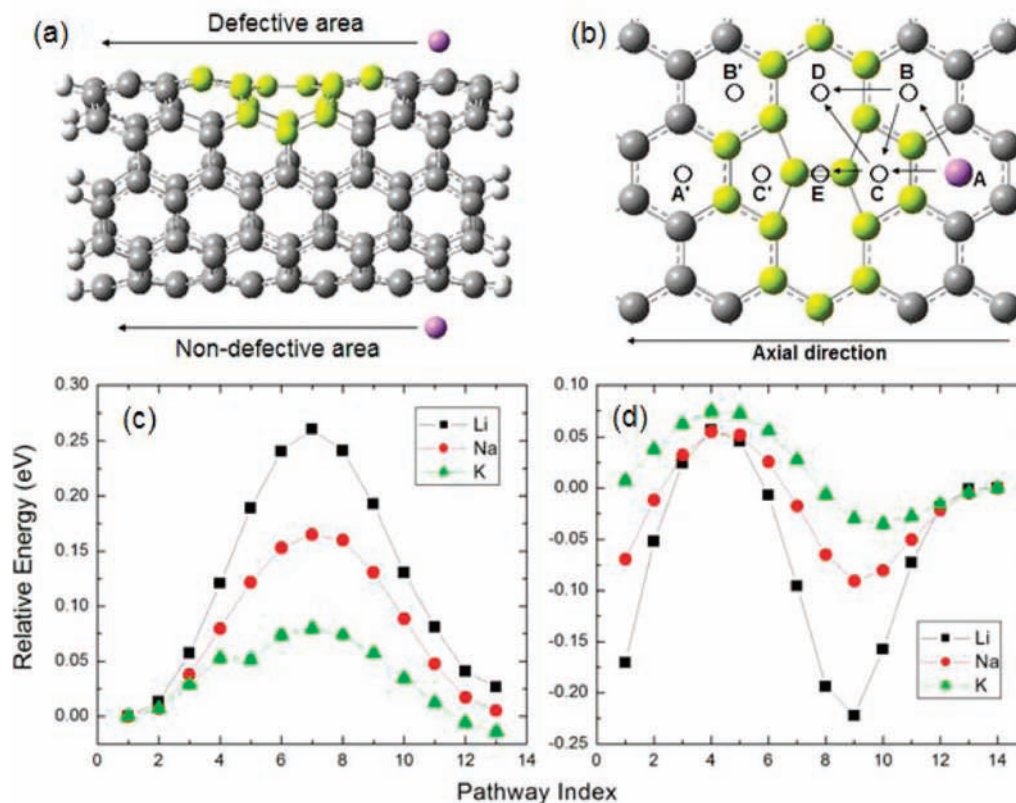 (a)
Defective area
Non-defective area
(b)
B'
D
B
A'
C'
E
C
A
Axial direction
(c)
Li
Na
K
0.30
0.25
0.20
0.15
0.10
0.05
0.00
0 2 4 6 8 10 12 14
(d)
Li
Na
K
0.10
0.05
0.00
-0.05
-0.10
-0.15
-0.20
-0.25
0 2 4 6 8 10 12 14
Relative Energy (eV)
Pathway Index